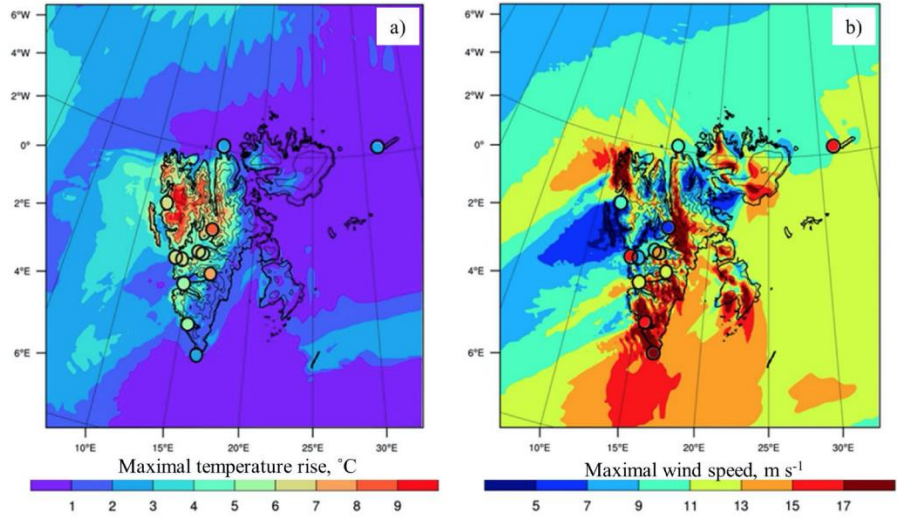 a)
6°W
4°W
2°W
0°
2°E
4°E
6°E
10°E 15°E 20°E 25°E 30°E
Maximal temperature rise, °C
1 2 3 4 5 6 7 8 9
b)
6°W
4°W
2°W
0°
2°E
4°E
6°E
10°E 15°E 20°E 25°E 30°E
Maximal wind speed, m s⁻¹
5 7 9 11 13 15 17